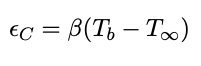 ϵ_C = β(T_b − T_∞)